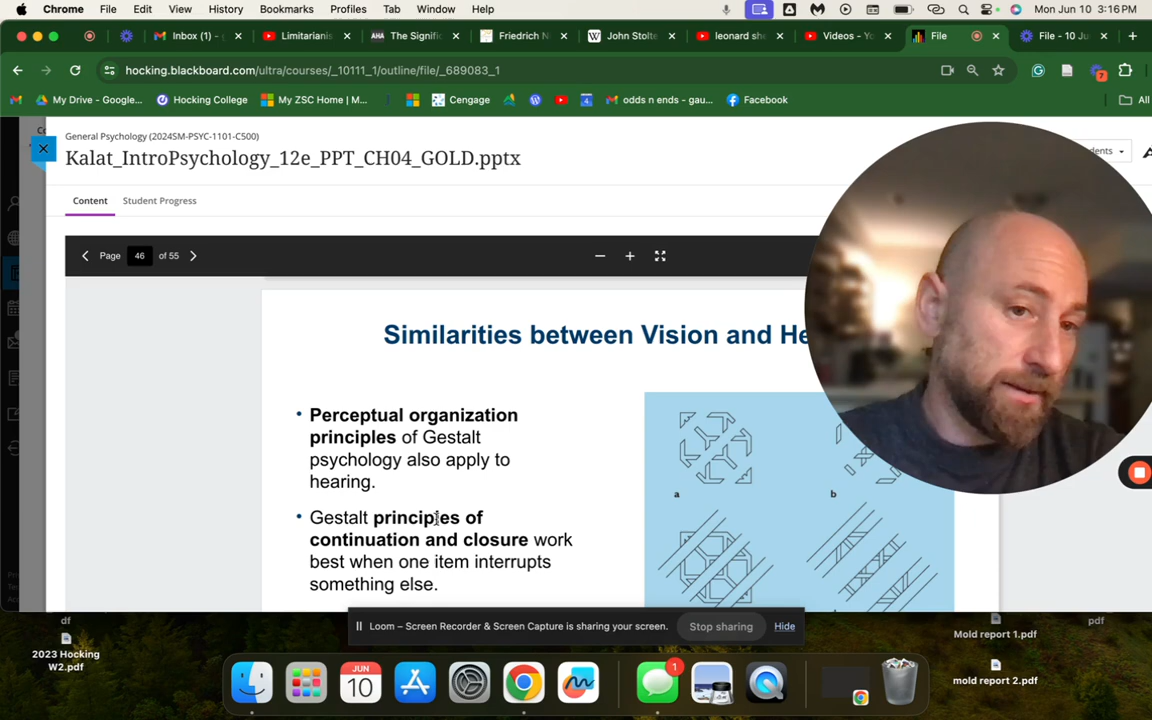 Chrome File Edit View History Bookmarks Profiles Tab Window Help Mon Jun 10 3:16 PM
Inbox (1) - Limitarianis The Signific Friedrich N John Stolte leonard she Videos - Yo File File - 10 Ju
hocking.blackboard.com/ultra/courses/_10111_1/outline/file/_689083_1
7
My Drive - Google... Hocking College My ZSC Home | M... Cengage 4 odds n ends - gau... Facebook All
General Psychology (2024SM-PSYC-1101-C500)
Kalat_IntroPsychology_12e_PPT_CH04_GOLD.pptx
dents
Content Student Progress
Page 46 of 55
Similarities between Vision and He
• Perceptual organization
principles of Gestalt
psychology also apply to
hearing.
• Gestalt principles of
continuation and closure work
best when one item interrupts
something else.
a b
Loom – Screen Recorder & Screen Capture is sharing your screen. Stop sharing Hide
df
2023 Hocking
W2.pdf
Mold report 1.pdf
pdf
mold report 2.pdf
JUN
10
1